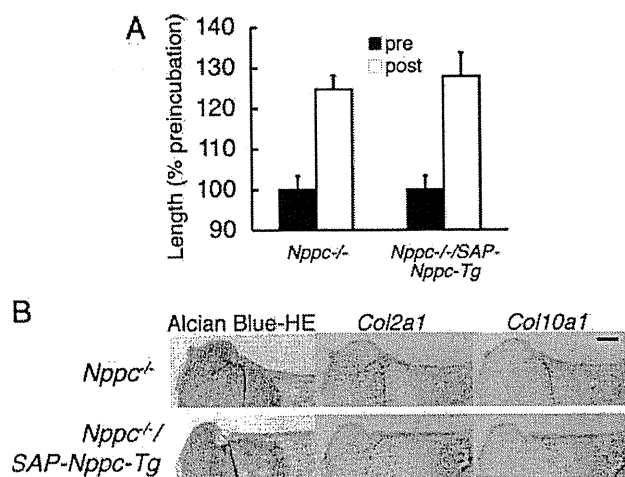 A
Length (% preincubation)
140
130
120
110
100
90
pre
post
Nppc-/-
Nppc-/-/SAP-
Nppc-Tg
B
Alcian Blue-HE
Col2a1
Col10a1
Nppc-/-
Nppc-/-/
SAP-Nppc-Tg